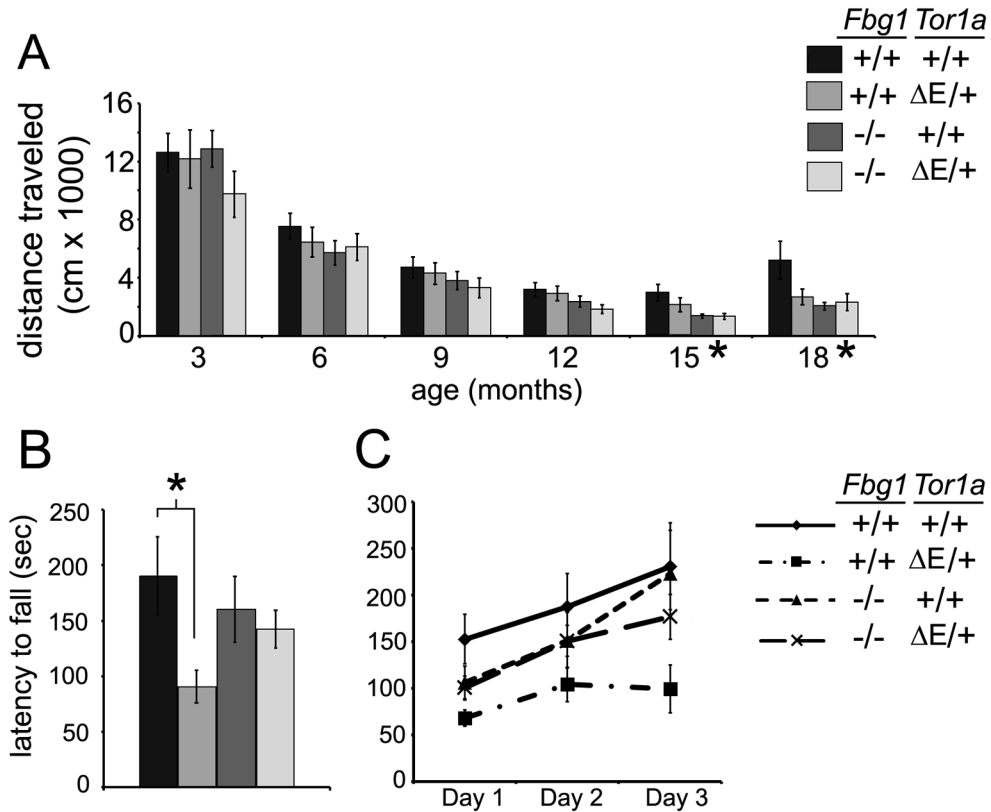 Fbg1 Tor1a
+/+ +/+
+/+ ΔE/+
-/- +/+
-/- ΔE/+
A
distance traveled
(cm x 1000)
16
12
8
4
0
3 6 9 12 15 * 18 *
age (months)
B
latency to fall (sec)
250
200
150
100
50
0
*
C
300
250
200
150
100
50
0
Day 1 Day 2 Day 3
Fbg1 Tor1a
+/+ +/+
+/+ ΔE/+
-/- +/+
-/- ΔE/+